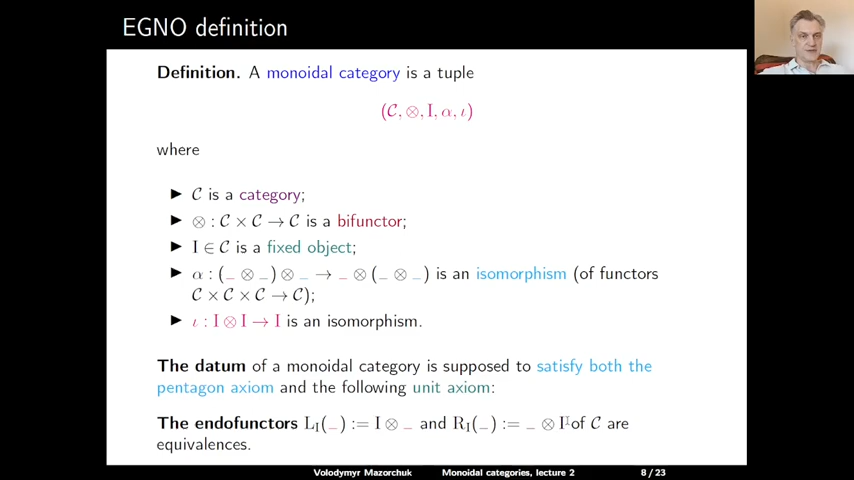 EGNO definition
Definition. A monoidal category is a tuple
(𝒞, ⊗, I, α, ι)
where
▶ 𝒞 is a category;
▶ ⊗ : 𝒞 × 𝒞 → 𝒞 is a bifunctor;
▶ I ∈ 𝒞 is a fixed object;
▶ α : (_ ⊗ _) ⊗ _ → _ ⊗ (_ ⊗ _) is an isomorphism (of functors
𝒞 × 𝒞 × 𝒞 → 𝒞);
▶ ι : I ⊗ I → I is an isomorphism.
The datum of a monoidal category is supposed to satisfy both the
pentagon axiom and the following unit axiom:
The endofunctors L_I(_) := I ⊗ _ and R_I(_) := _ ⊗ I of 𝒞 are
equivalences.
Volodymyr Mazorchuk Monoidal categories, lecture 2 8 / 23